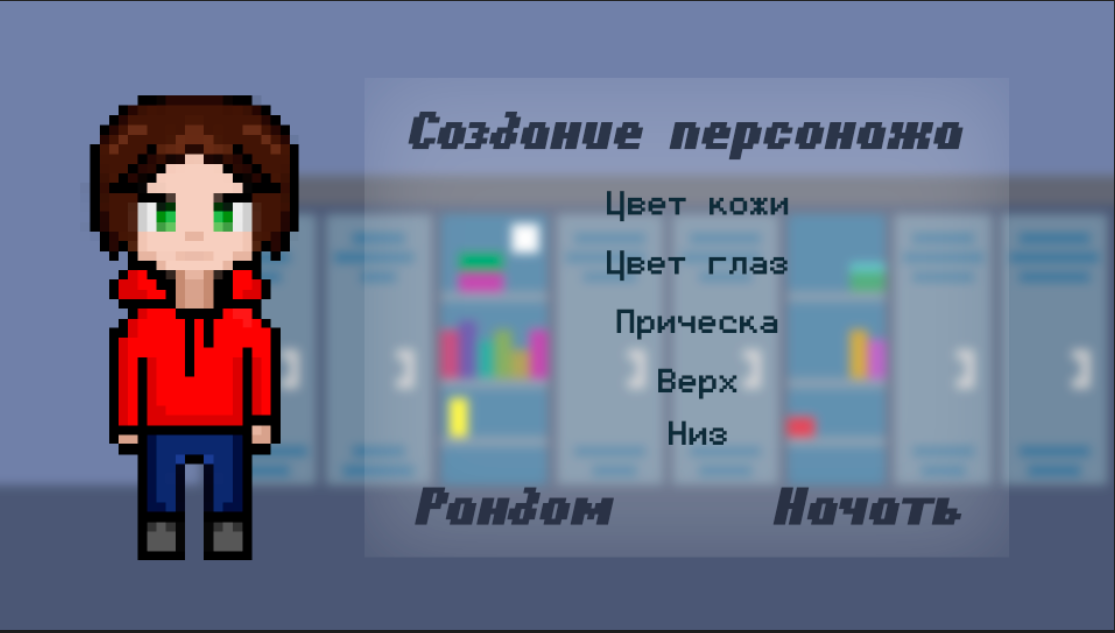 Создание персонажа
Цвет кожи
Цвет глаз
Прическа
Верх
Низ
Рандом
Начать